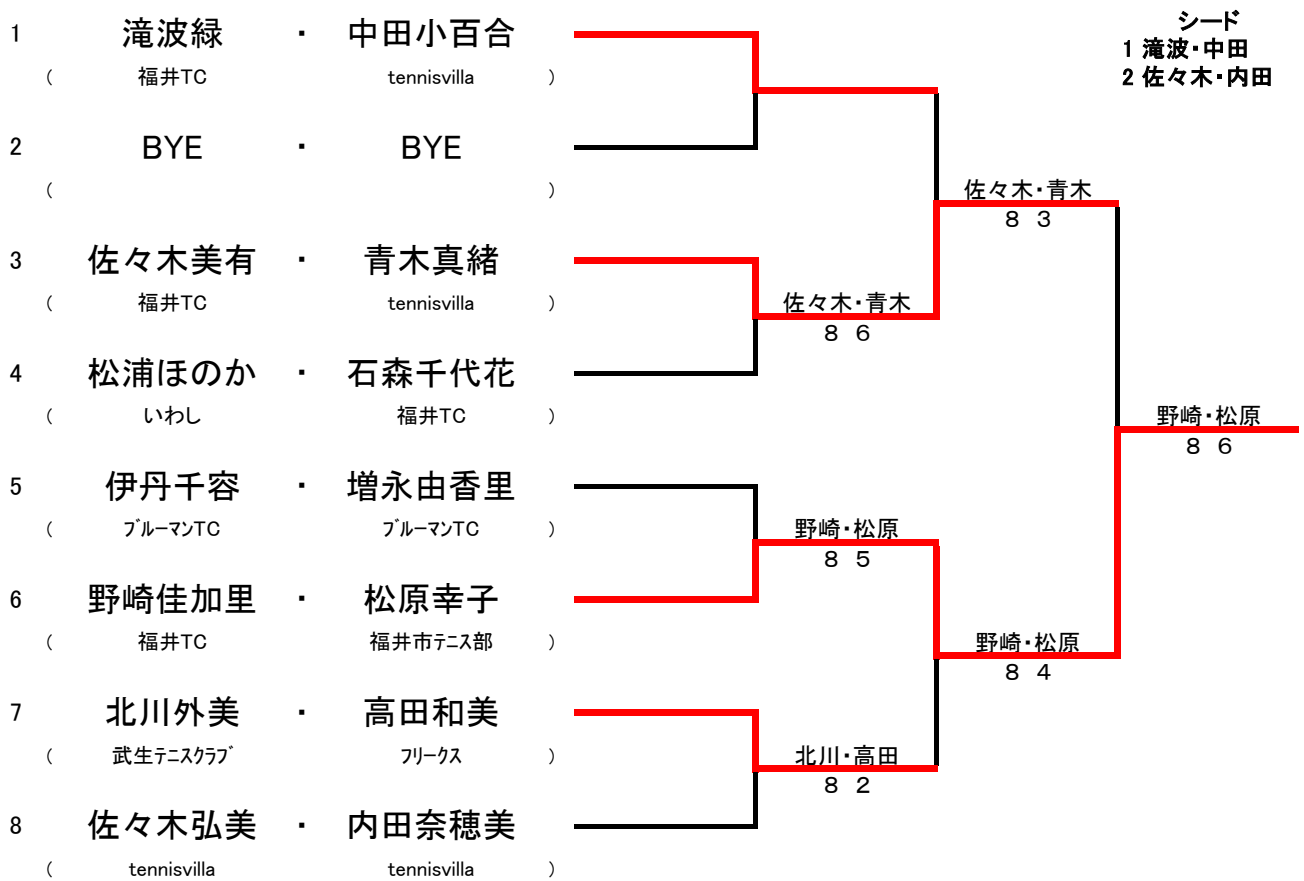 シード
1 滝波・中田
2 佐々木・内田
1 滝波緑 ・ 中田小百合
( 福井TC tennisvilla )
2 BYE ・ BYE
( )
佐々木・青木
8 3
3 佐々木美有 ・ 青木真緒
( 福井TC tennisvilla )
佐々木・青木
8 6
4 松浦ほのか ・ 石森千代花
( いわし 福井TC )
野崎・松原
8 6
5 伊丹千容 ・ 増永由香里
( ブルーマンTC ブルーマンTC )
野崎・松原
8 5
6 野崎佳加里 ・ 松原幸子
( 福井TC 福井市テニス部 )
野崎・松原
8 4
7 北川外美 ・ 高田和美
( 武生テニスクラブ フリークス )
北川・高田
8 2
8 佐々木弘美 ・ 内田奈穂美
( tennisvilla tennisvilla )